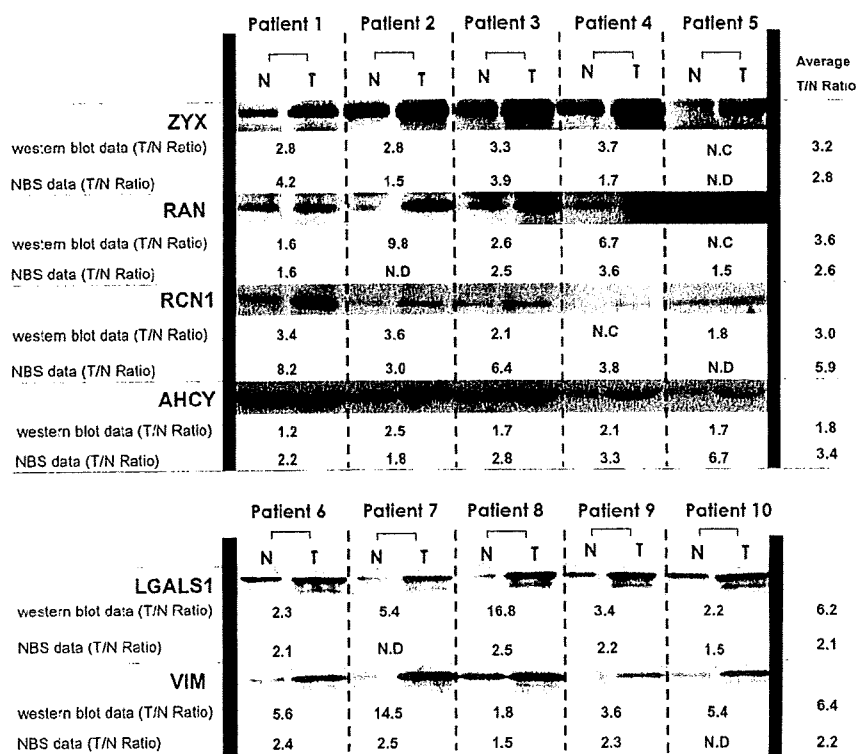 Patient 1 Patient 2 Patient 3 Patient 4 Patient 5
Average
N T N T N T N T N T
T/N Ratio
ZYX
western blot data (T/N Ratio) 2.8 2.8 3.3 3.7 N.C 3.2
NBS data (T/N Ratio) 4.2 1.5 3.9 1.7 N.D 2.8
RAN
western blot data (T/N Ratio) 1.6 9.8 2.6 6.7 N.C 3.6
NBS data (T/N Ratio) 1.6 N.D 2.5 3.6 1.5 2.6
RCN1
western blot data (T/N Ratio) 3.4 3.6 2.1 N.C 1.8 3.0
NBS data (T/N Ratio) 8.2 3.0 6.4 3.8 N.D 5.9
AHCY
western blot data (T/N Ratio) 1.2 2.5 1.7 2.1 1.7 1.8
NBS data (T/N Ratio) 2.2 1.8 2.8 3.3 6.7 3.4
Patient 6 Patient 7 Patient 8 Patient 9 Patient 10
N T N T N T N T N T
LGALS1
western blot data (T/N Ratio) 2.3 5.4 16.8 3.4 2.2 6.2
NBS data (T/N Ratio) 2.1 N.D 2.5 2.2 1.5 2.1
VIM
western blot data (T/N Ratio) 5.6 14.5 1.8 3.6 5.4 6.4
NBS data (T/N Ratio) 2.4 2.5 1.5 2.3 N.D 2.2